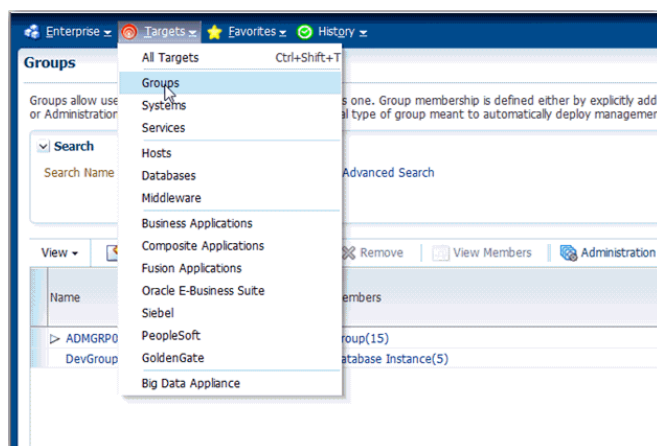 Enterprise Targets Favorites History
Groups
All Targets Ctrl+Shift+T
Groups
Systems
Services
Hosts
Databases
Middleware
Business Applications
Composite Applications
Fusion Applications
Oracle E-Business Suite
Siebel
PeopleSoft
GoldenGate
Big Data Appliance
Groups allow use s one. Group membership is defined either by explicitly add
or Administration al type of group meant to automatically deploy managemer
Search
Search Name Advanced Search
View Remove View Members Administration
Name embers
ADMGRP0 roup(15)
DevGroup atabase Instance(5)